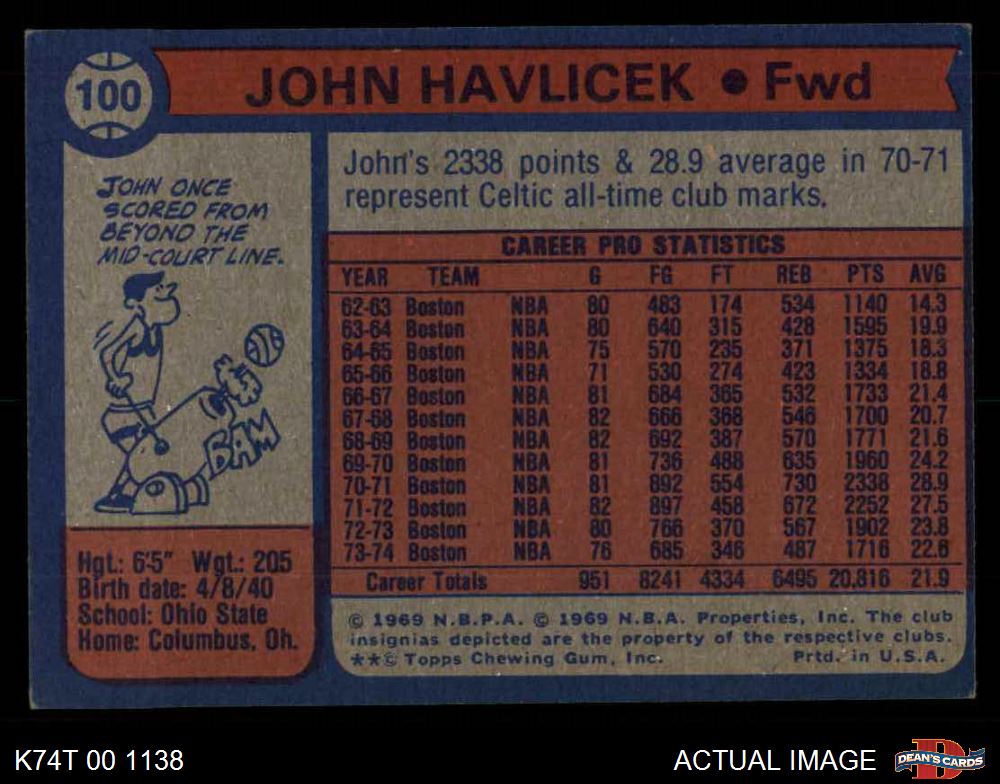 100
JOHN HAVLICEK • Fwd
JOHN ONCE
SCORED FROM
BEYOND THE
MID-COURT LINE.
BAM
Hgt.: 6'5" Wgt.: 205
Birth date: 4/8/40
School: Ohio State
Home: Columbus, Oh.
John's 2338 points & 28.9 average in 70-71
represent Celtic all-time club marks.
CAREER PRO STATISTICS
YEAR TEAM G FG FT REB PTS AVG
62-63 Boston NBA 80 483 174 534 1140 14.3
63-64 Boston NBA 80 640 315 428 1595 19.9
64-65 Boston NBA 75 570 235 371 1375 18.3
65-66 Boston NBA 71 530 274 423 1334 18.8
66-67 Boston NBA 81 684 365 532 1733 21.4
67-68 Boston NBA 82 666 368 546 1700 20.7
68-69 Boston NBA 82 692 387 570 1771 21.6
69-70 Boston NBA 81 736 488 635 1960 24.2
70-71 Boston NBA 81 892 554 730 2338 28.9
71-72 Boston NBA 82 897 458 672 2252 27.5
72-73 Boston NBA 80 766 370 567 1902 23.8
73-74 Boston NBA 76 685 346 487 1716 22.6
Career Totals 951 8241 4334 6495 20,816 21.9
© 1969 N.B.P.A. © 1969 N.B.A. Properties, Inc. The club
insignias depicted are the property of the respective clubs.
**© Topps Chewing Gum, Inc. Prtd. in U.S.A.
K74T 00 1138
ACTUAL IMAGE
D
DEAN'S CARDS